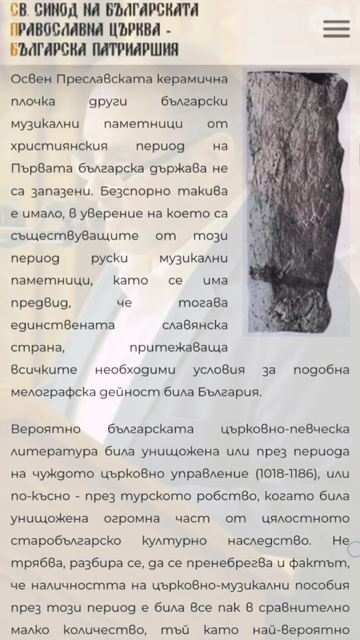 СВ. СИНОД НА БЪЛГАРСКАТА
ПРАВОСЛАВНА ЦЪРКВА -
БЪЛГАРСКА ПАТРИАРШИЯ
Освен Преславската керамична
плочка други български
музикални паметници от
християнския период на
Първата българска държава не
са запазени. Безспорно такива
е имало, в уверение на което са
съществуващите от този
период руски музикални
паметници, като се има
предвид, че тогава
единствената славянска
страна, притежаваща
всичките необходими условия за подобна
мелографска дейност била България.
Вероятно българската църковно-певческа
литература била унищожена или през периода
на чуждото църковно управление (1018-1186), или
по-късно - през турското робство, когато била
унищожена огромна част от цялостното
старобългарско културно наследство. Не
трябва, разбира се, да се пренебрегва и фактът,
че наличността на църковно-музикални пособия
през този период е била все пак в сравнително
малко количество, тъй като най-вероятно